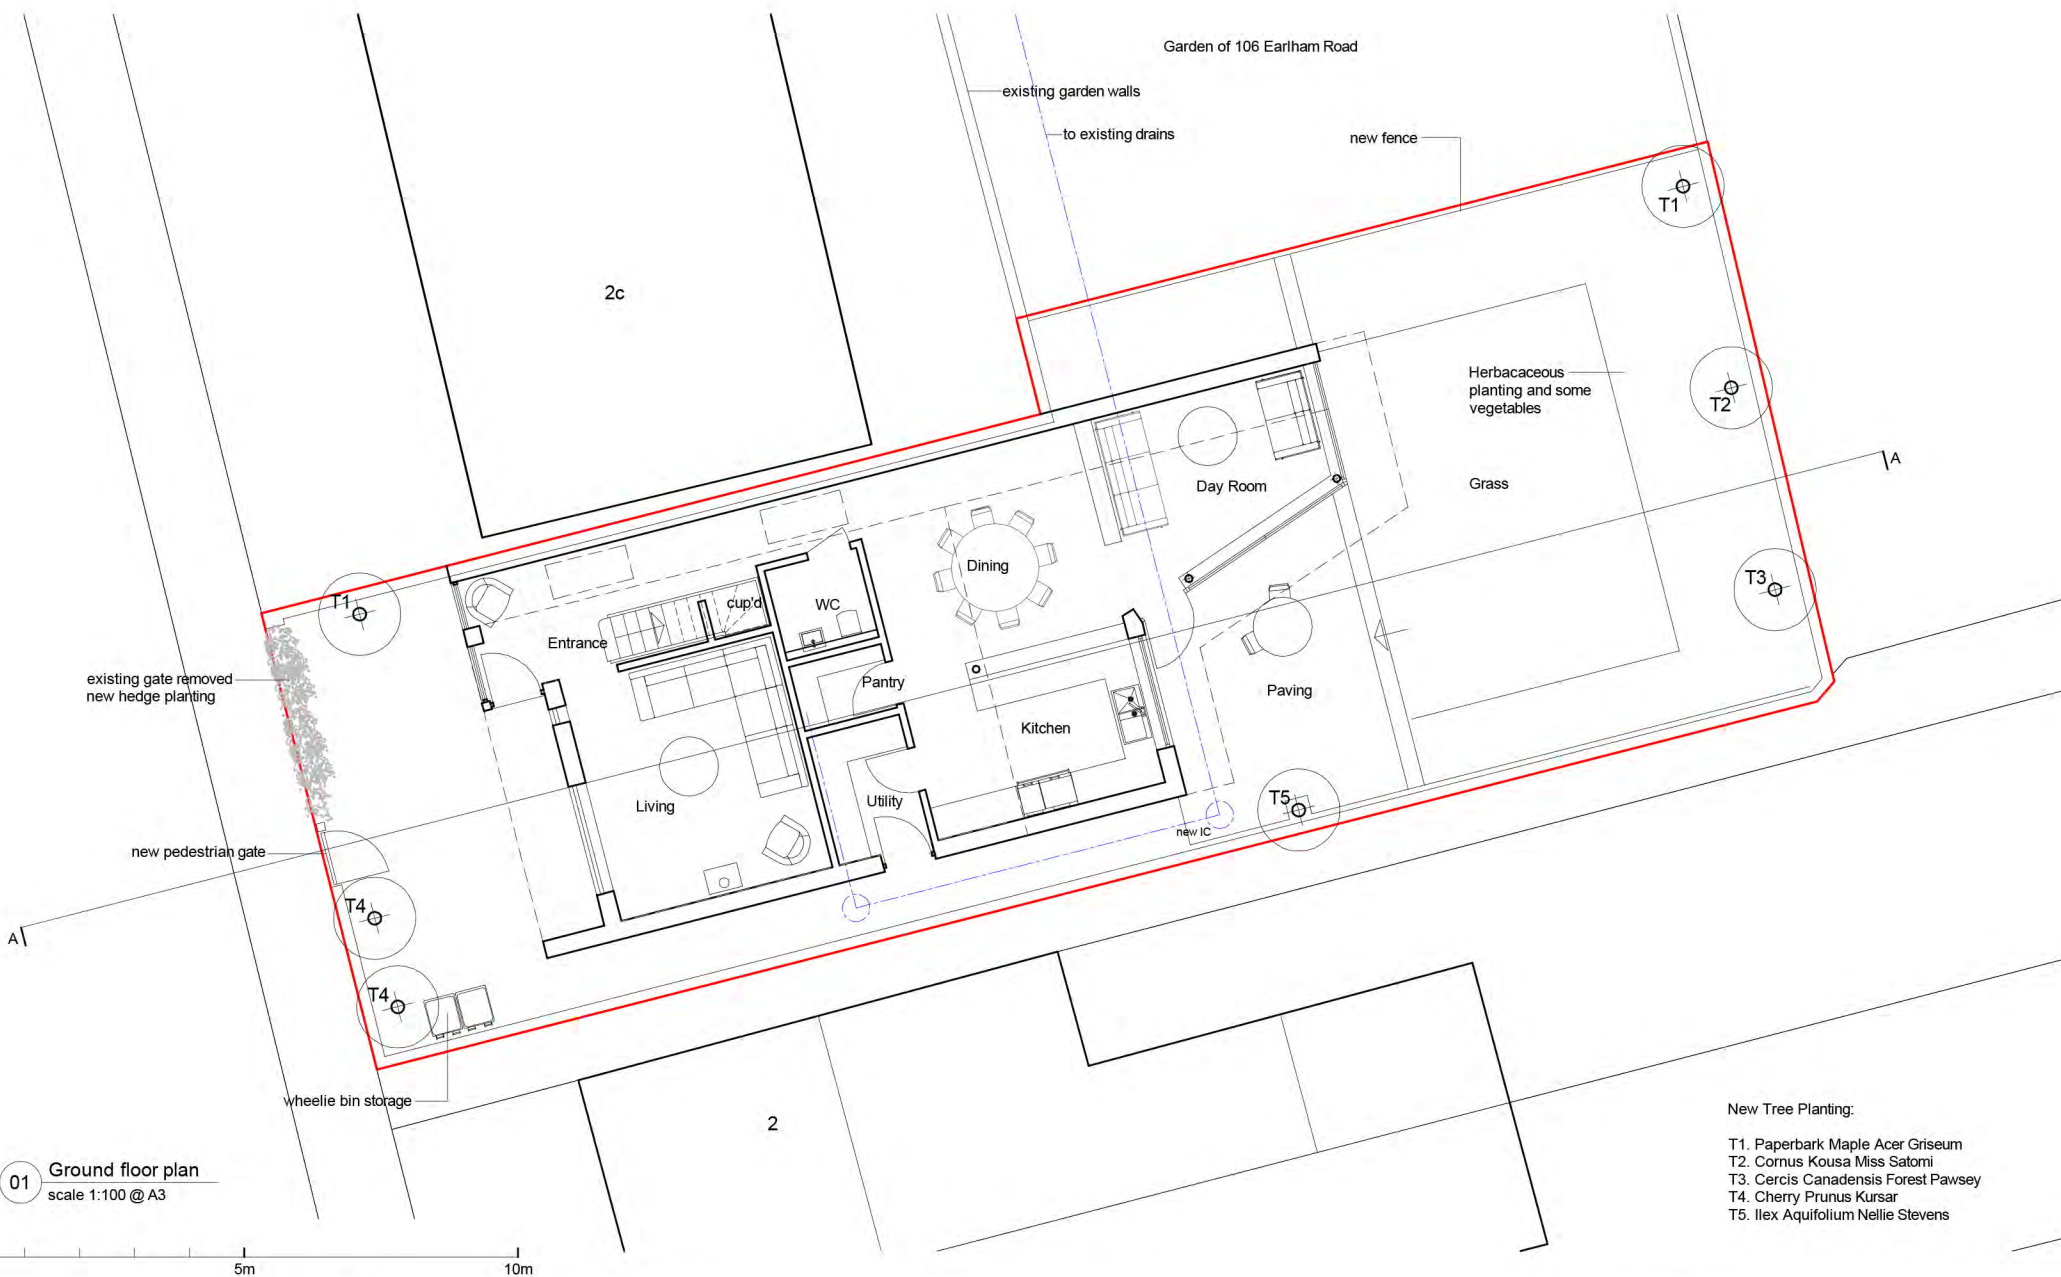 Garden of 106 Earlham Road
existing garden walls
to existing drains
new fence
T1
2c
Herbacaceous
planting and some
vegetables
T2
A
Day Room
Grass
Dining
T3
T1
cup'd
WC
Entrance
existing gate removed
new hedge planting
Pantry
Paving
Kitchen
Living
Utility
T5
new IC
new pedestrian gate
T4
A
T4
wheelie bin storage
2
New Tree Planting:
T1. Paperbark Maple Acer Griseum
T2. Cornus Kousa Miss Satomi
T3. Cercis Canadensis Forest Pawsey
T4. Cherry Prunus Kursar
T5. Ilex Aquifolium Nellie Stevens
01
Ground floor plan
scale 1:100 @ A3
5m
10m